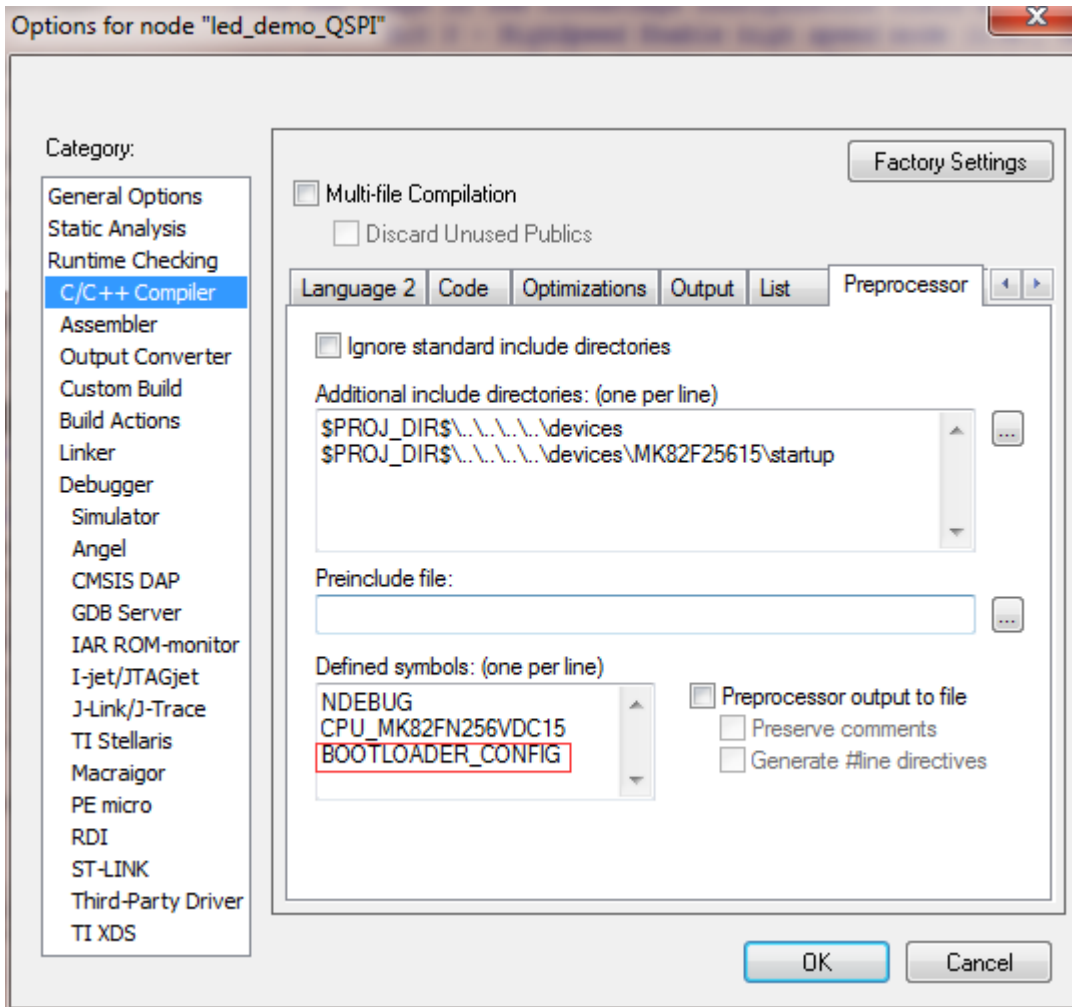 Options for node "led_demo_QSPI"
Category:
General Options
Static Analysis
Runtime Checking
C/C++ Compiler
Assembler
Output Converter
Custom Build
Build Actions
Linker
Debugger
Simulator
Angel
CMSIS DAP
GDB Server
IAR ROM-monitor
I-jet/JTAGjet
J-Link/J-Trace
TI Stellaris
Macraigor
PE micro
RDI
ST-LINK
Third-Party Driver
TI XDS
Factory Settings
Multi-file Compilation
Discard Unused Publics
Language 2 Code Optimizations Output List Preprocessor
Ignore standard include directories
Additional include directories: (one per line)
$PROJ_DIR$\..\..\..\..\devices
$PROJ_DIR$\..\..\..\..\devices\MK82F25615\startup
...
Preinclude file:
...
Defined symbols: (one per line)
NDEBUG
CPU_MK82FN256VDC15
BOOTLOADER_CONFIG
Preprocessor output to file
Preserve comments
Generate #line directives
OK Cancel